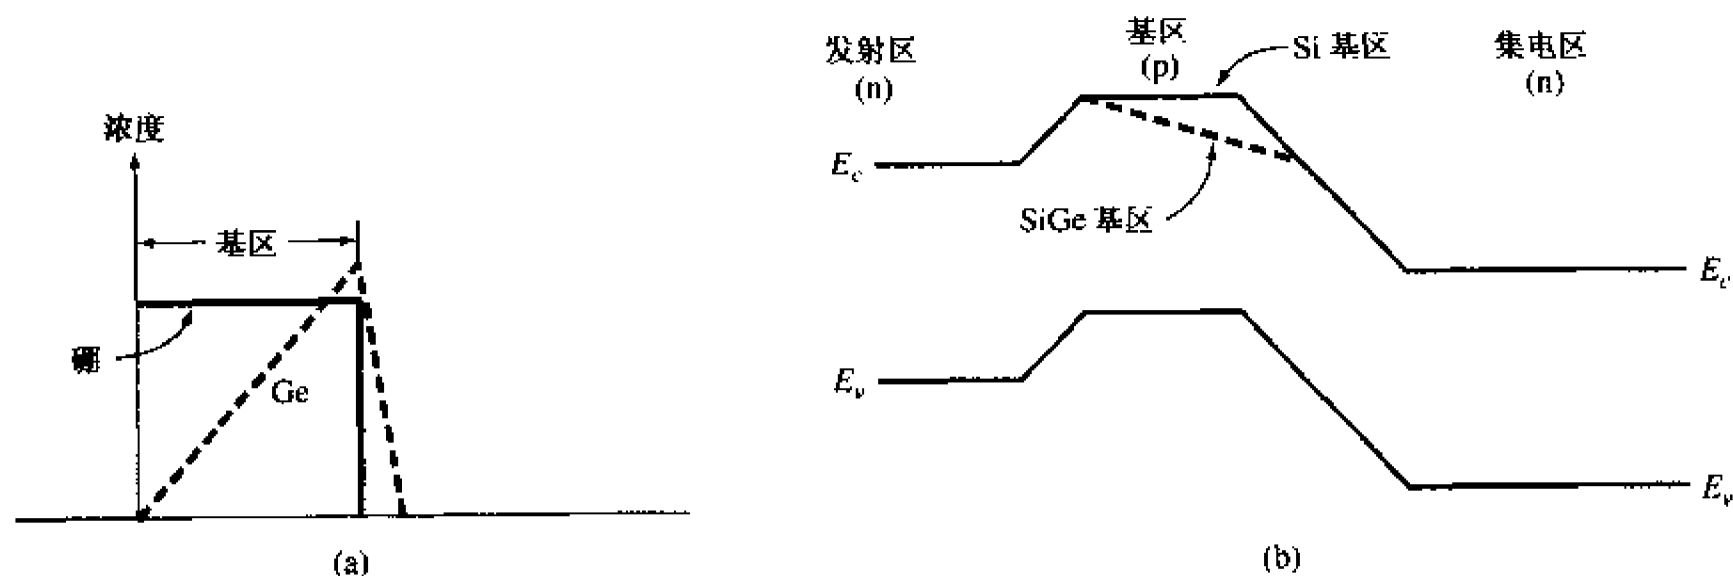 浓度
基区
硼
Ge
(a)
发射区
(n)
基区
(p)
Si 基区
集电区
(n)
E_c
SiGe 基区
E_c
E_v
E_v
(b)